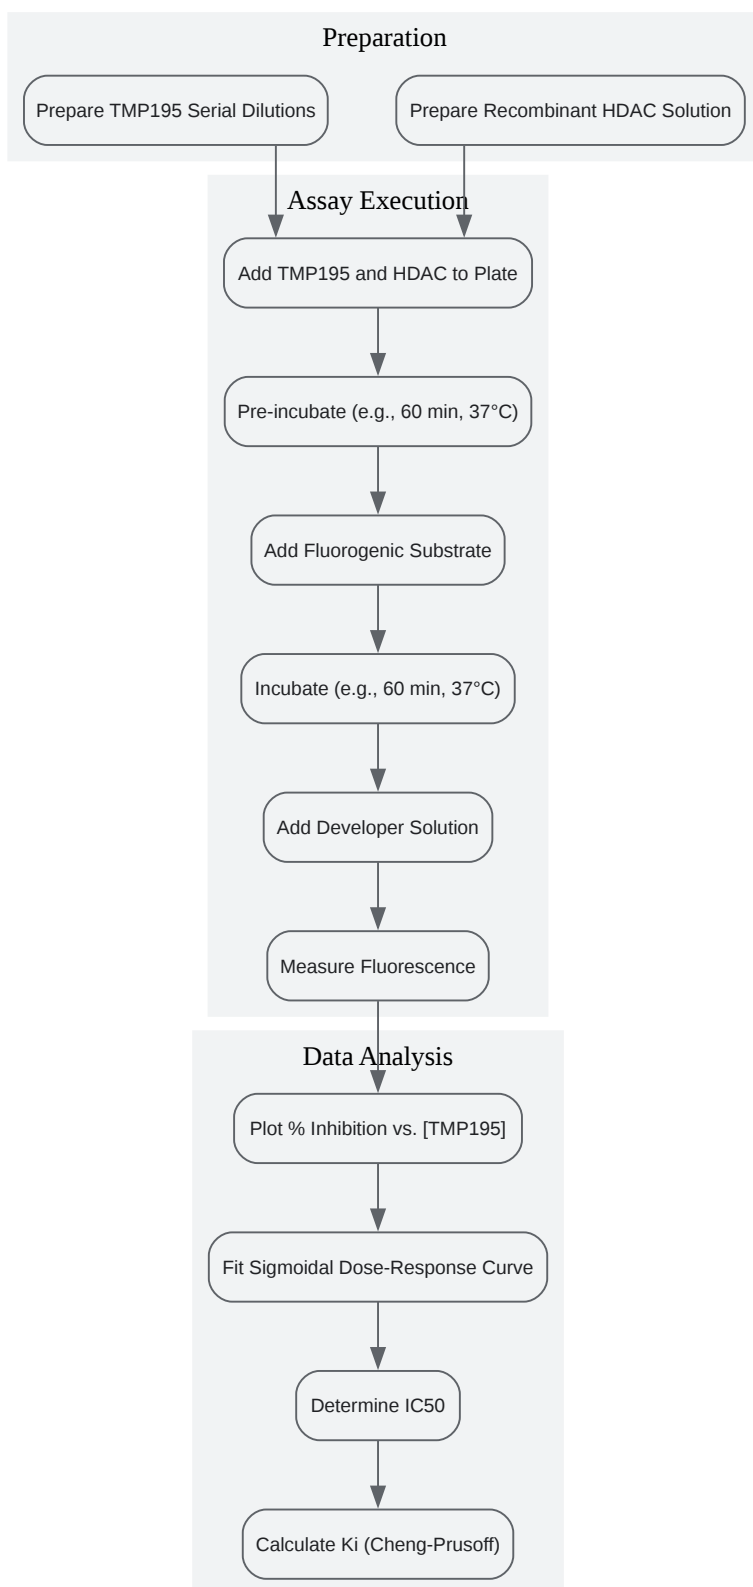 Preparation
Prepare TMP195 Serial Dilutions
Prepare Recombinant HDAC Solution
Assay Execution
Add TMP195 and HDAC to Plate
Pre-incubate (e.g., 60 min, 37°C)
Add Fluorogenic Substrate
Incubate (e.g., 60 min, 37°C)
Add Developer Solution
Measure Fluorescence
Data Analysis
Plot % Inhibition vs. [TMP195]
Fit Sigmoidal Dose-Response Curve
Determine IC50
Calculate Ki (Cheng-Prusoff)